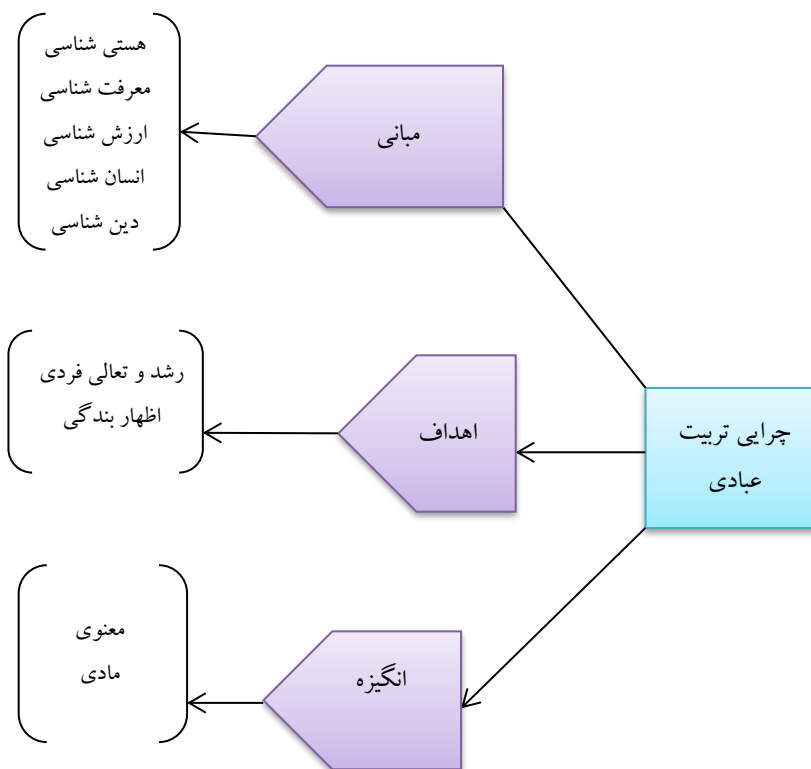 چرایی تربیت
عبادی
مبانی
هستی شناسی
معرفت شناسی
ارزش شناسی
انسان شناسی
دین شناسی
اهداف
رشد و تعالی فردی
اظهار بندگی
انگیزه
معنوی
مادی